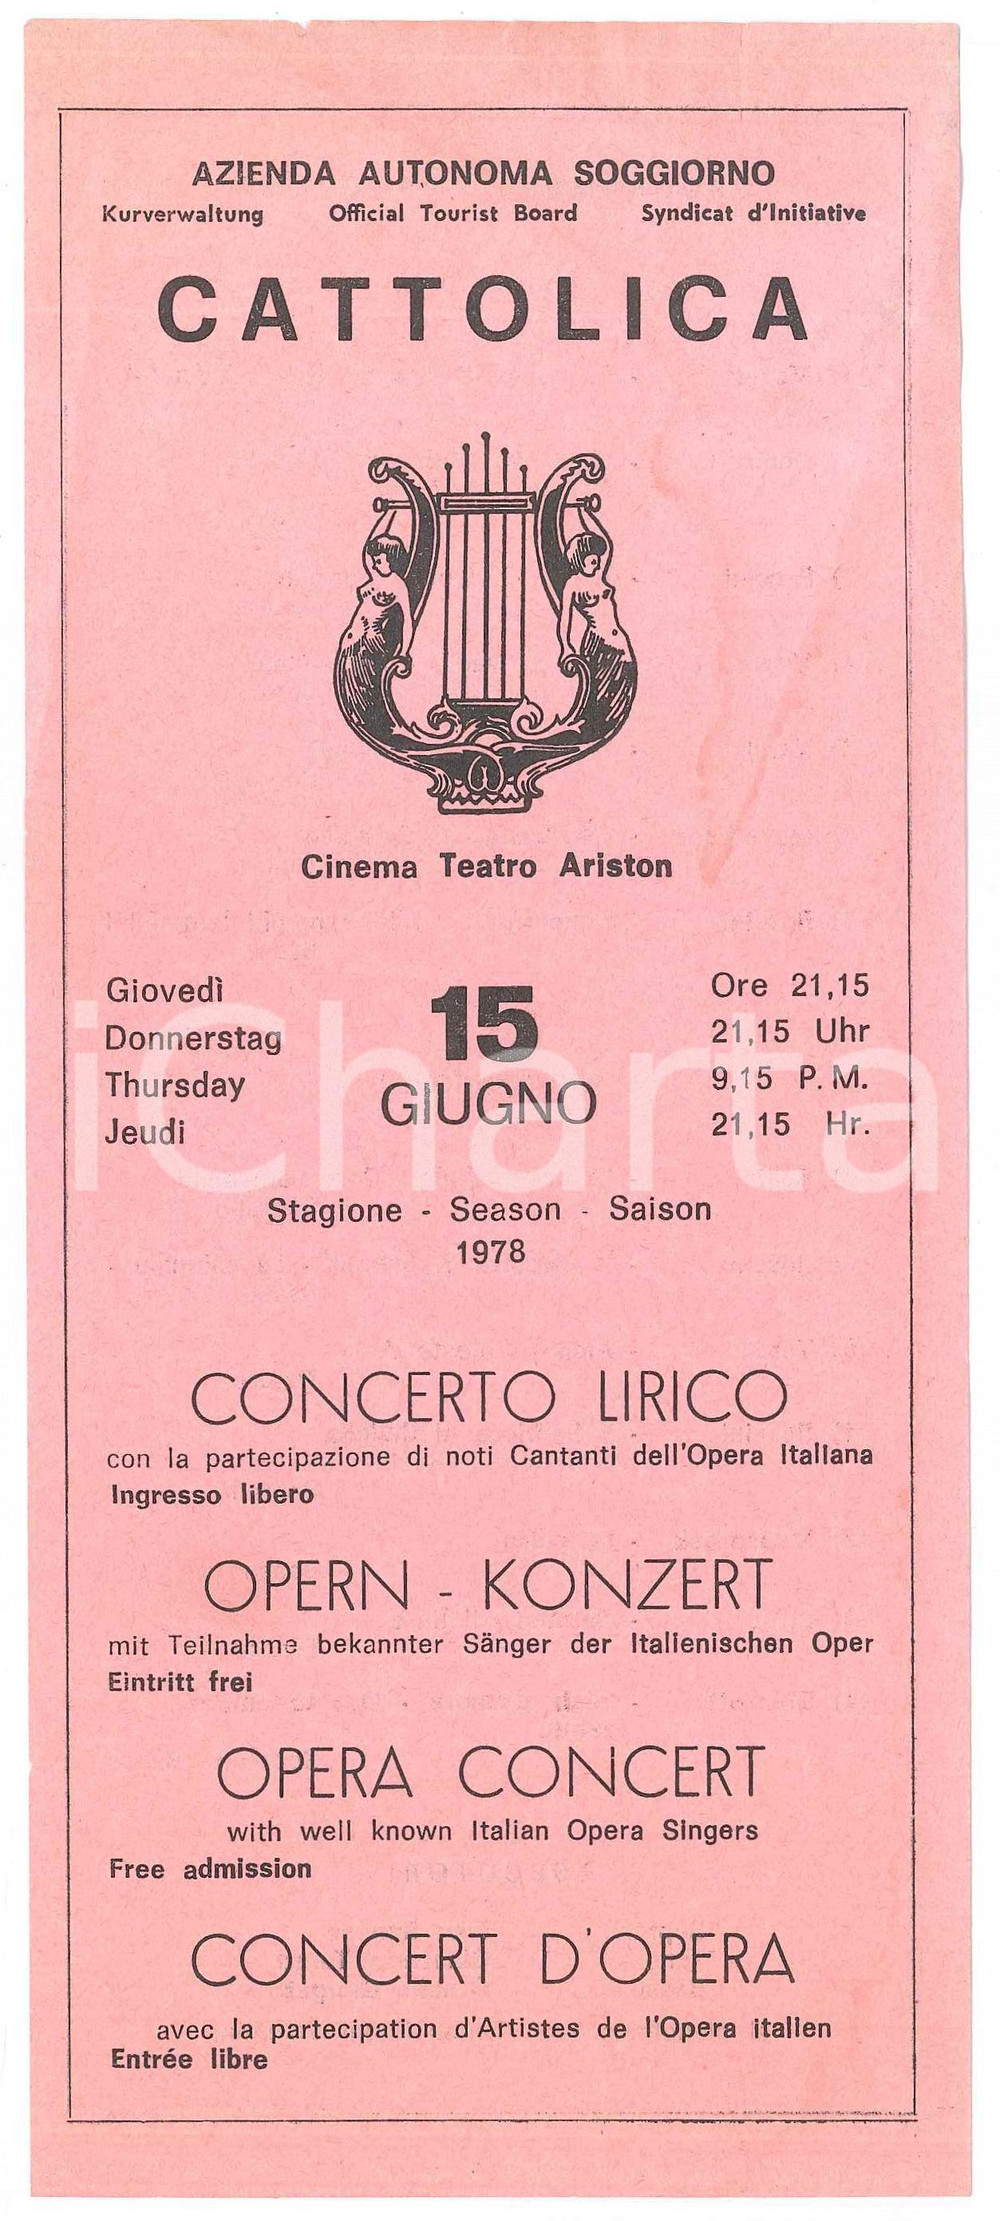 AZIENDA AUTONOMA SOGGIORNO
Kurverwaltung Official Tourist Board Syndicat d'Initiative
CATTOLICA
Cinema Teatro Ariston
Giovedì 15 Ore 21,15
Donnerstag 21,15 Uhr
Thursday GIUGNO 9,15 P. M.
Jeudi 21,15 Hr.
iCharta
Stagione - Season - Saison
1978
CONCERTO LIRICO
con la partecipazione di noti Cantanti dell'Opera Italiana
Ingresso libero
OPERN - KONZERT
mit Teilnahme bekannter Sänger der Italienischen Oper
Eintritt frei
OPERA CONCERT
with well known Italian Opera Singers
Free admission
CONCERT D'OPERA
avec la partecipation d'Artistes de l'Opera italien
Entrée libre